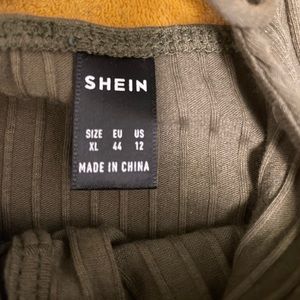 SHEIN
SIZE EU US
XL 44 12
MADE IN CHINA